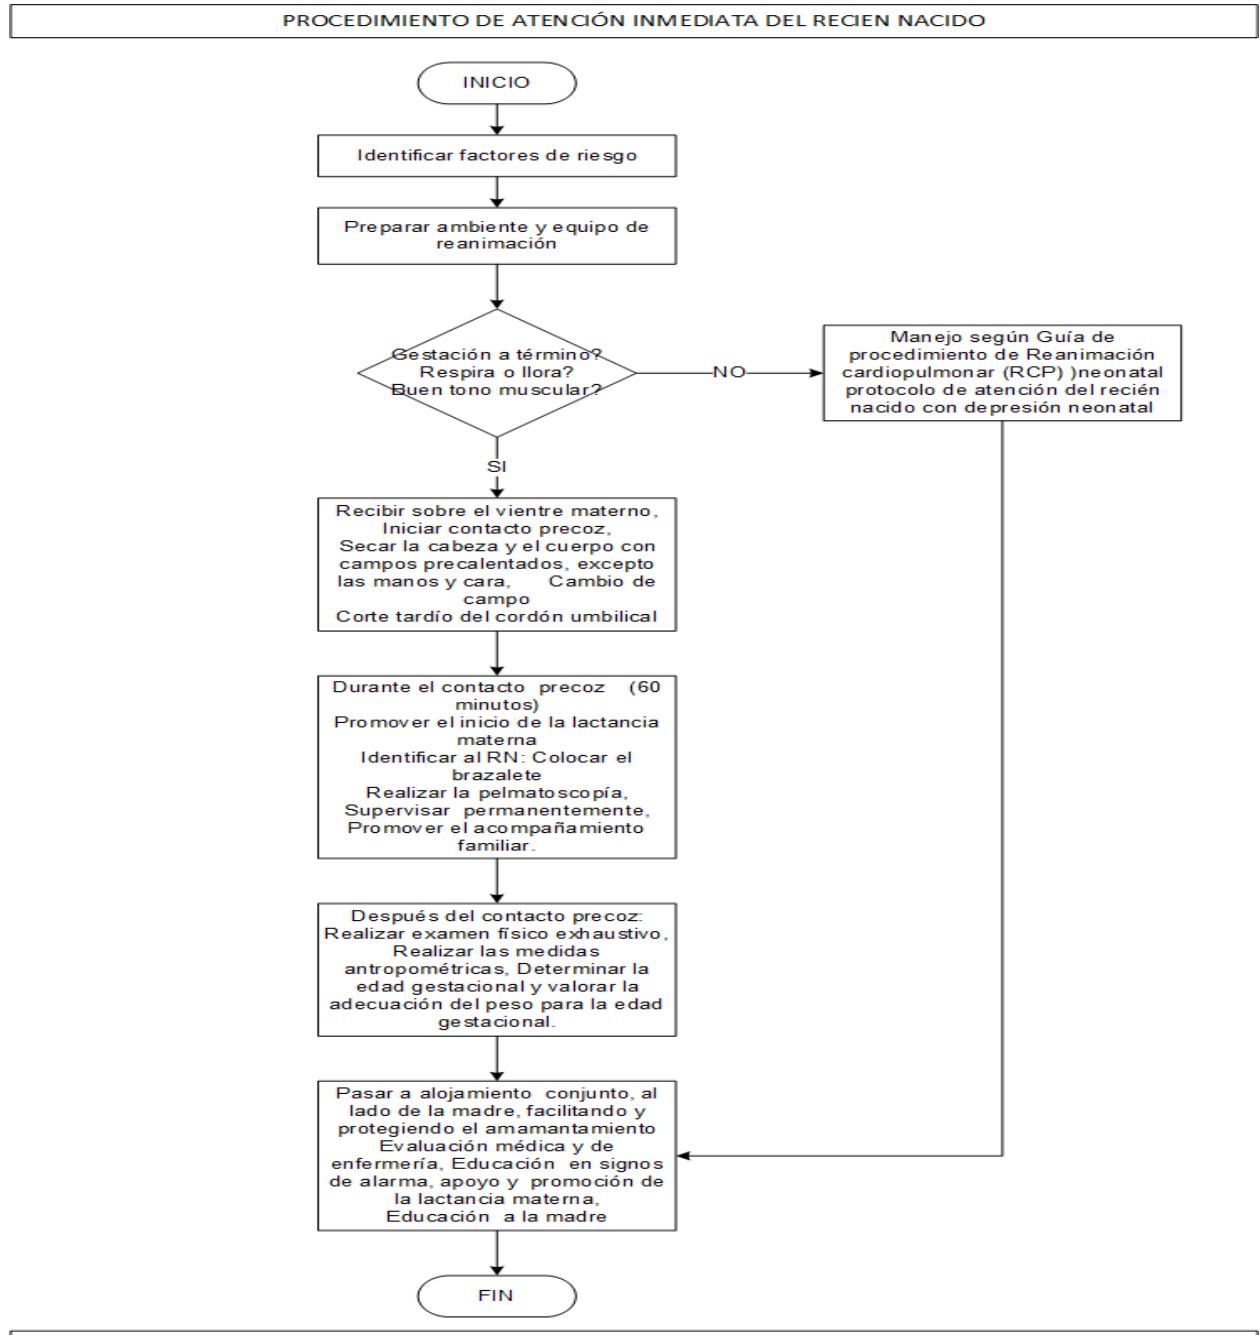 PROCEDIMIENTO DE ATENCIÓN INMEDIATA DEL RECIEN NACIDO
INICIO
Identificar factores de riesgo
Preparar ambiente y equipo de
reanimación
Gestación a término?
Respira o llora?
Buen tono muscular?
NO
Manejo según Guía de
procedimiento de Reanimación
cardiopulmonar (RCP) )neonatal
protocolo de atención del recién
nacido con depresión neonatal
SI
Recibir sobre el vientre materno,
Iniciar contacto precoz,
Secar la cabeza y el cuerpo con
campos precalentados, excepto
las manos y cara, Cambio de
campo
Corte tardío del cordón umbilical
Durante el contacto precoz (60
minutos)
Promover el inicio de la lactancia
materna
Identificar al RN: Colocar el
brazalete
Realizar la pelmatoscopía,
Supervisar permanentemente,
Promover el acompañamiento
familiar.
Después del contacto precoz:
Realizar examen físico exhaustivo,
Realizar las medidas
antropométricas, Determinar la
edad gestacional y valorar la
adecuación del peso para la edad
gestacional.
Pasar a alojamiento conjunto, al
lado de la madre, facilitando y
protegiendo el amamantamiento
Evaluación médica y de
enfermería, Educación en signos
de alarma, apoyo y promoción de
la lactancia materna,
Educación a la madre
FIN